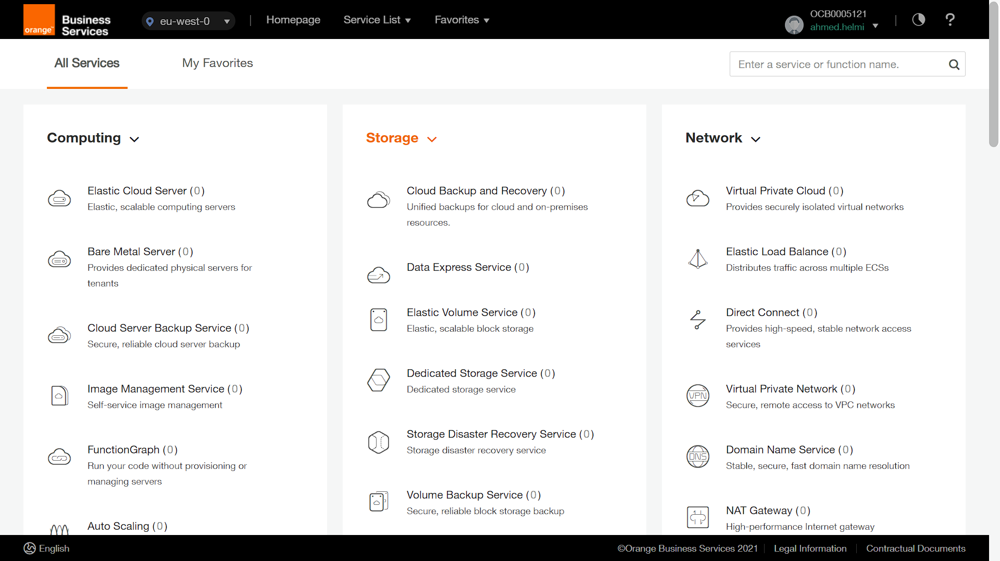 orange™
Business
Services
eu-west-0
Homepage
Service List
Favorites
OCB0005121
ahmed.helmi
?
All Services
My Favorites
Enter a service or function name.
Computing
Elastic Cloud Server (0)
Elastic, scalable computing servers
Bare Metal Server (0)
Provides dedicated physical servers for
tenants
Cloud Server Backup Service (0)
Secure, reliable cloud server backup
Image Management Service (0)
Self-service image management
FunctionGraph (0)
Run your code without provisioning or
managing servers
Auto Scaling (0)
Storage
Cloud Backup and Recovery (0)
Unified backups for cloud and on-premises
resources.
Data Express Service (0)
Elastic Volume Service (0)
Elastic, scalable block storage
Dedicated Storage Service (0)
Dedicated storage service
Storage Disaster Recovery Service (0)
Storage disaster recovery service
Volume Backup Service (0)
Secure, reliable block storage backup
Network
Virtual Private Cloud (0)
Provides securely isolated virtual networks
Elastic Load Balance (0)
Distributes traffic across multiple ECSs
Direct Connect (0)
Provides high-speed, stable network access
services
VPN
Virtual Private Network (0)
Secure, remote access to VPC networks
DNS
Domain Name Service (0)
Stable, secure, fast domain name resolution
NAT Gateway (0)
High-performance Internet gateway
English
©Orange Business Services 2021
Legal Information
Contractual Documents